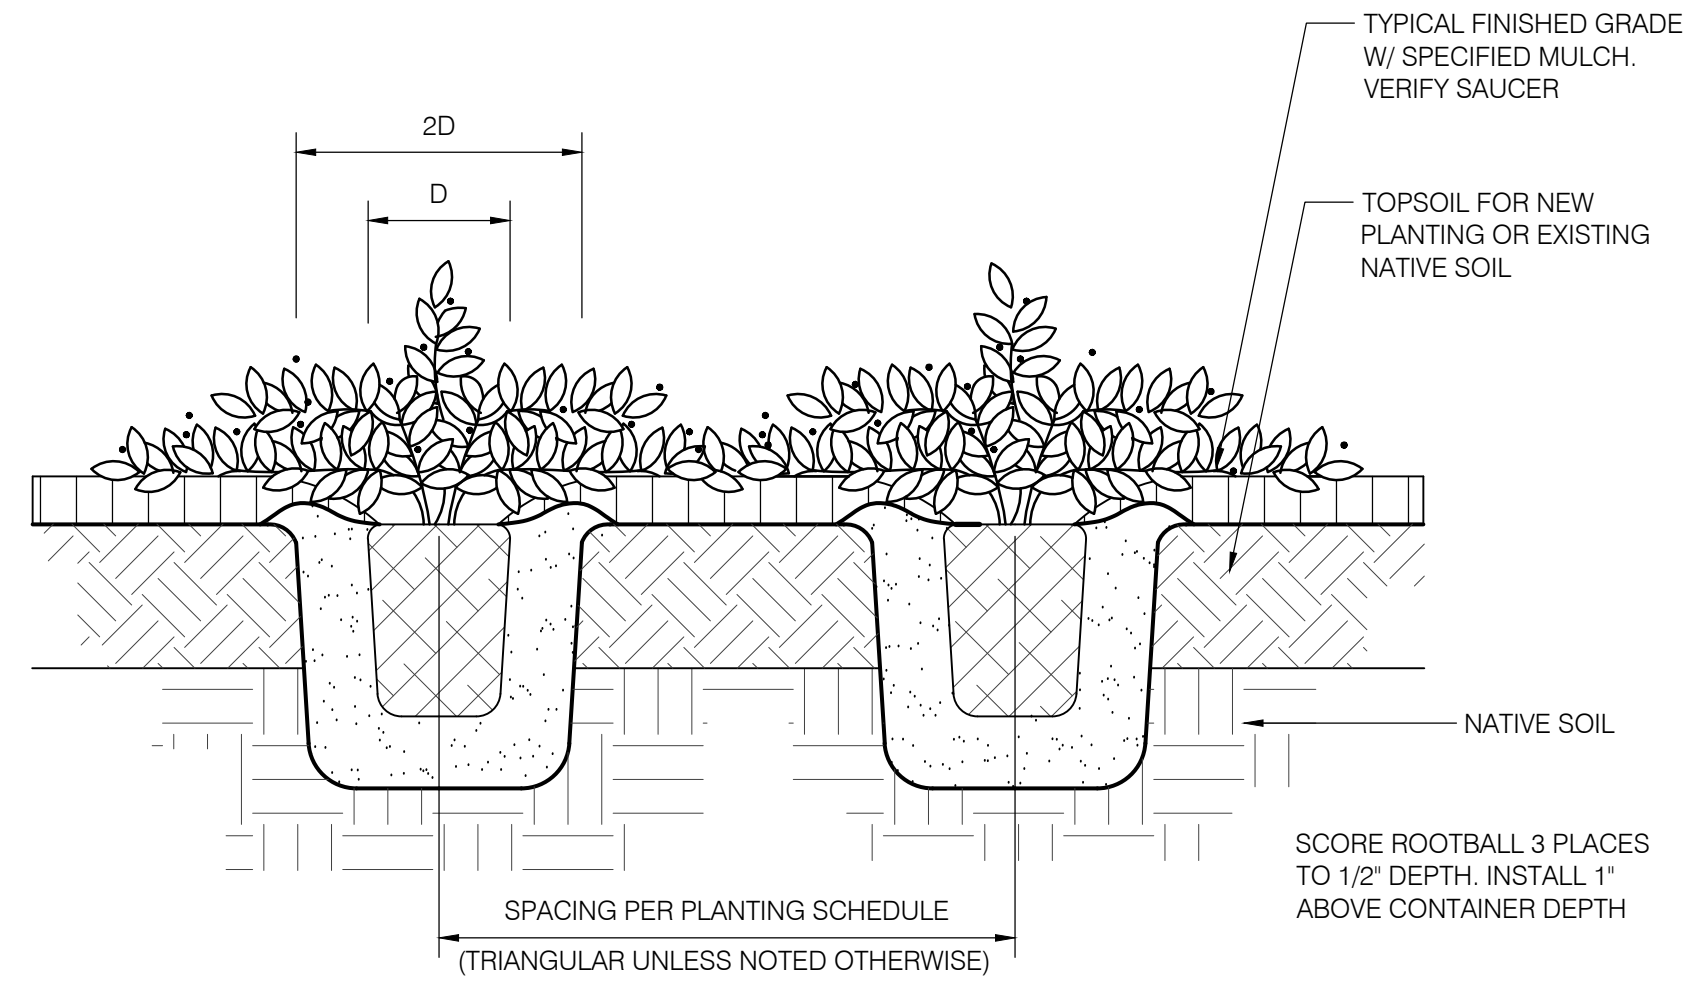 TYPICAL FINISHED GRADE
W/ SPECIFIED MULCH.
VERIFY SAUCER
2D
D
TOPSOIL FOR NEW
PLANTING OR EXISTING
NATIVE SOIL
NATIVE SOIL
SCORE ROOTBALL 3 PLACES
TO 1/2" DEPTH. INSTALL 1"
ABOVE CONTAINER DEPTH
SPACING PER PLANTING SCHEDULE
(TRIANGULAR UNLESS NOTED OTHERWISE)